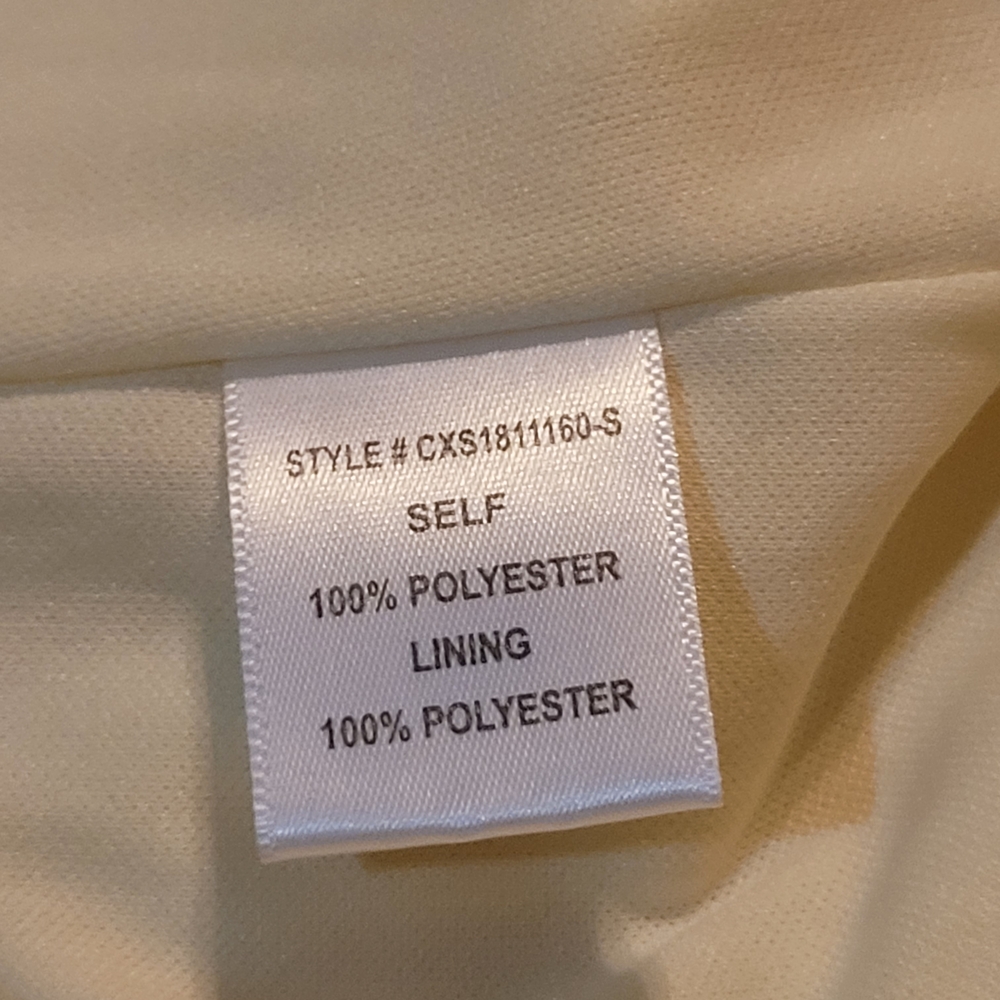 STYLE # CXS1811160-S
SELF
100% POLYESTER
LINING
100% POLYESTER